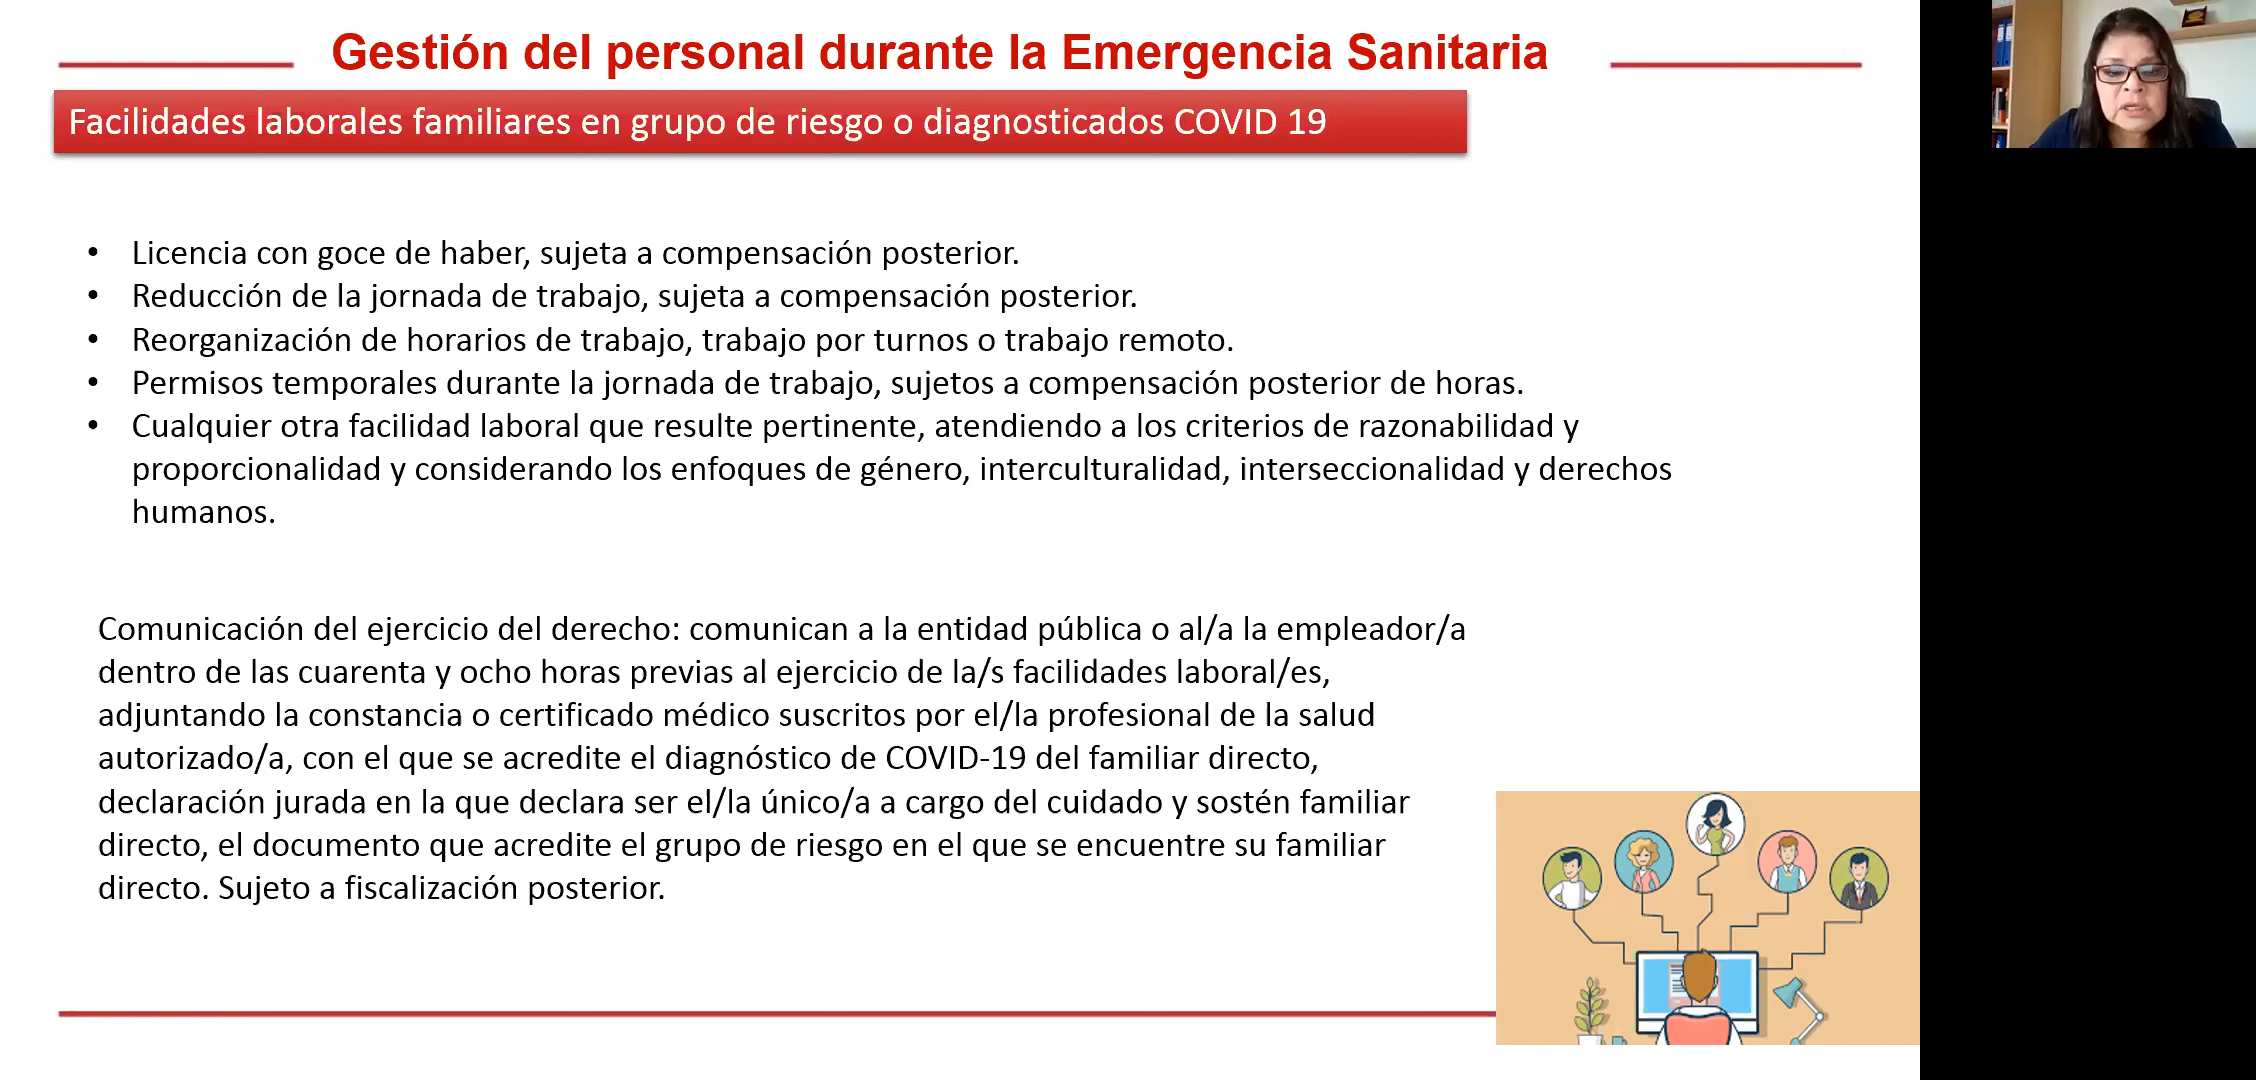 Gestión del personal durante la Emergencia Sanitaria
Facilidades laborales familiares en grupo de riesgo o diagnosticados COVID 19
• Licencia con goce de haber, sujeta a compensación posterior.
• Reducción de la jornada de trabajo, sujeta a compensación posterior.
• Reorganización de horarios de trabajo, trabajo por turnos o trabajo remoto.
• Permisos temporales durante la jornada de trabajo, sujetos a compensación posterior de horas.
• Cualquier otra facilidad laboral que resulte pertinente, atendiendo a los criterios de razonabilidad y
proporcionalidad y considerando los enfoques de género, interculturalidad, interseccionalidad y derechos
humanos.
Comunicación del ejercicio del derecho: comunican a la entidad pública o al/a la empleador/a
dentro de las cuarenta y ocho horas previas al ejercicio de la/s facilidades laboral/es,
adjuntando la constancia o certificado médico suscritos por el/la profesional de la salud
autorizado/a, con el que se acredite el diagnóstico de COVID-19 del familiar directo,
declaración jurada en la que declara ser el/la único/a a cargo del cuidado y sostén familiar
directo, el documento que acredite el grupo de riesgo en el que se encuentre su familiar
directo. Sujeto a fiscalización posterior.